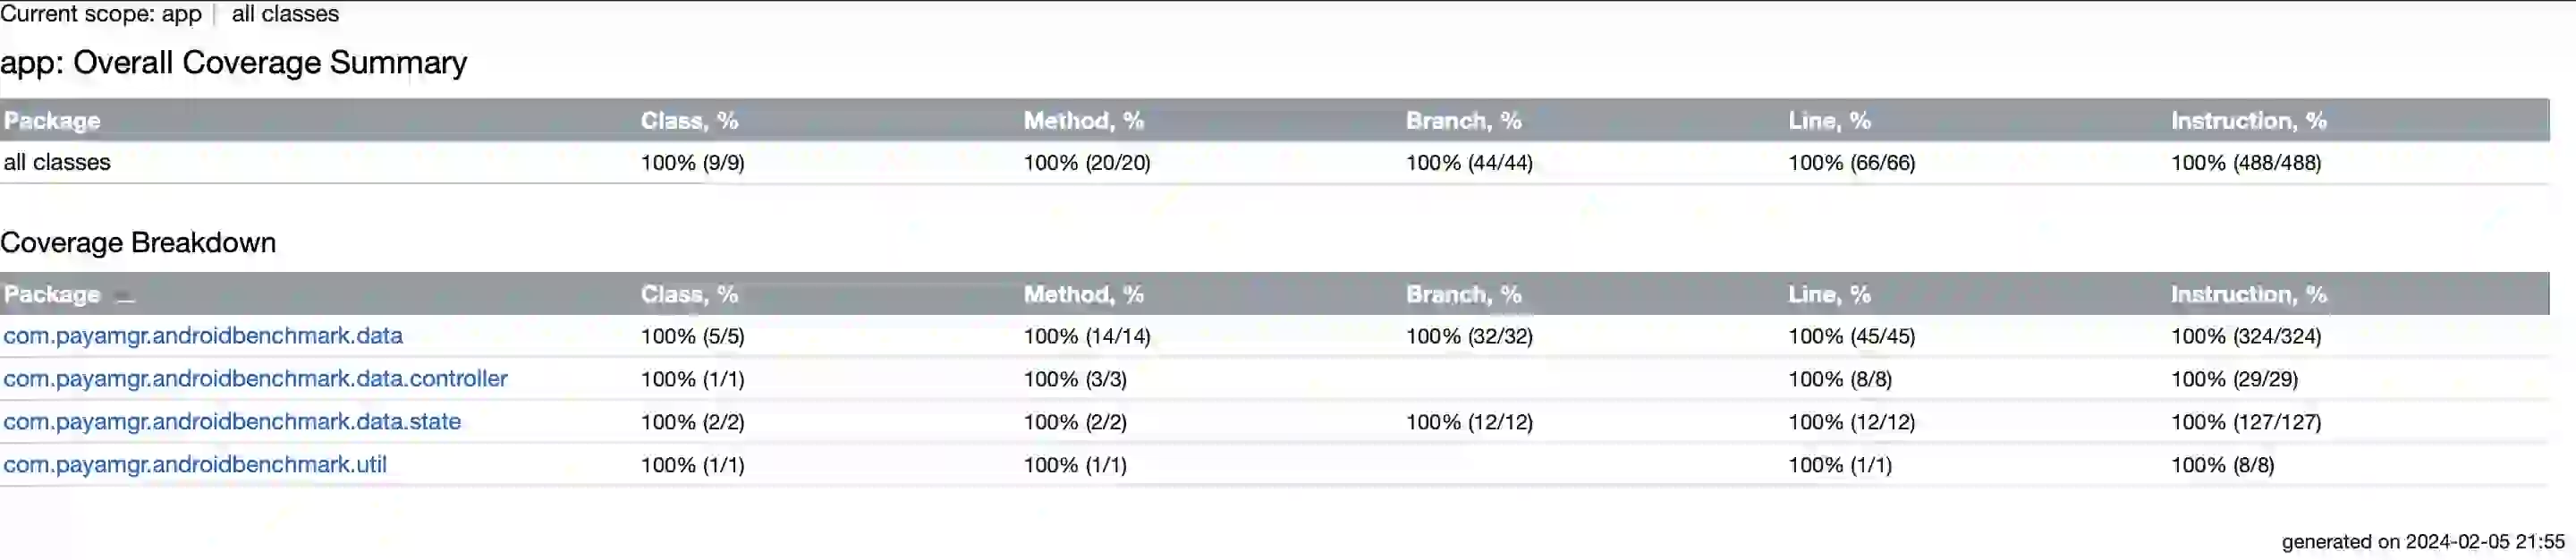 Current scope: app | all classes
app: Overall Coverage Summary
Package Class, % Method, % Branch, % Line, % Instruction, %
all classes 100% (9/9) 100% (20/20) 100% (44/44) 100% (66/66) 100% (488/488)
Coverage Breakdown
Package Class, % Method, % Branch, % Line, % Instruction, %
com.payamgr.androidbenchmark.data 100% (5/5) 100% (14/14) 100% (32/32) 100% (45/45) 100% (324/324)
com.payamgr.androidbenchmark.data.controller 100% (1/1) 100% (3/3) 100% (8/8) 100% (29/29)
com.payamgr.androidbenchmark.data.state 100% (2/2) 100% (2/2) 100% (12/12) 100% (12/12) 100% (127/127)
com.payamgr.androidbenchmark.util 100% (1/1) 100% (1/1) 100% (1/1) 100% (8/8)
generated on 2024-02-05 21:55